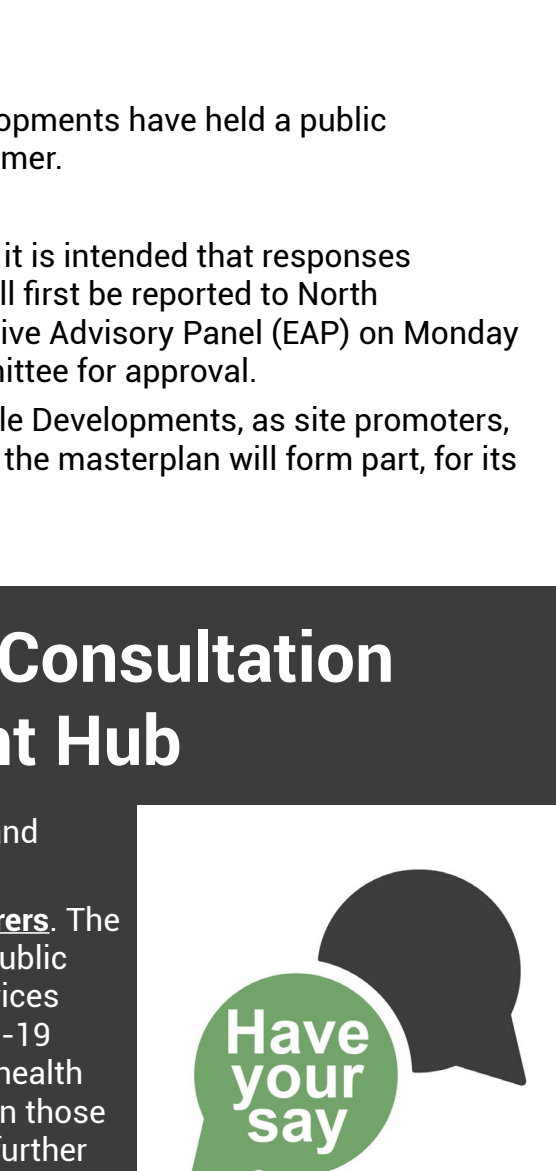 opments have held a public
mer.
it is intended that responses
ll first be reported to North
ive Advisory Panel (EAP) on Monday
ittee for approval.
le Developments, as site promoters,
the masterplan will form part, for its
Consultation
nt Hub
and
rers. The
ublic
ices
-19
health
n those
further
Have
your
say